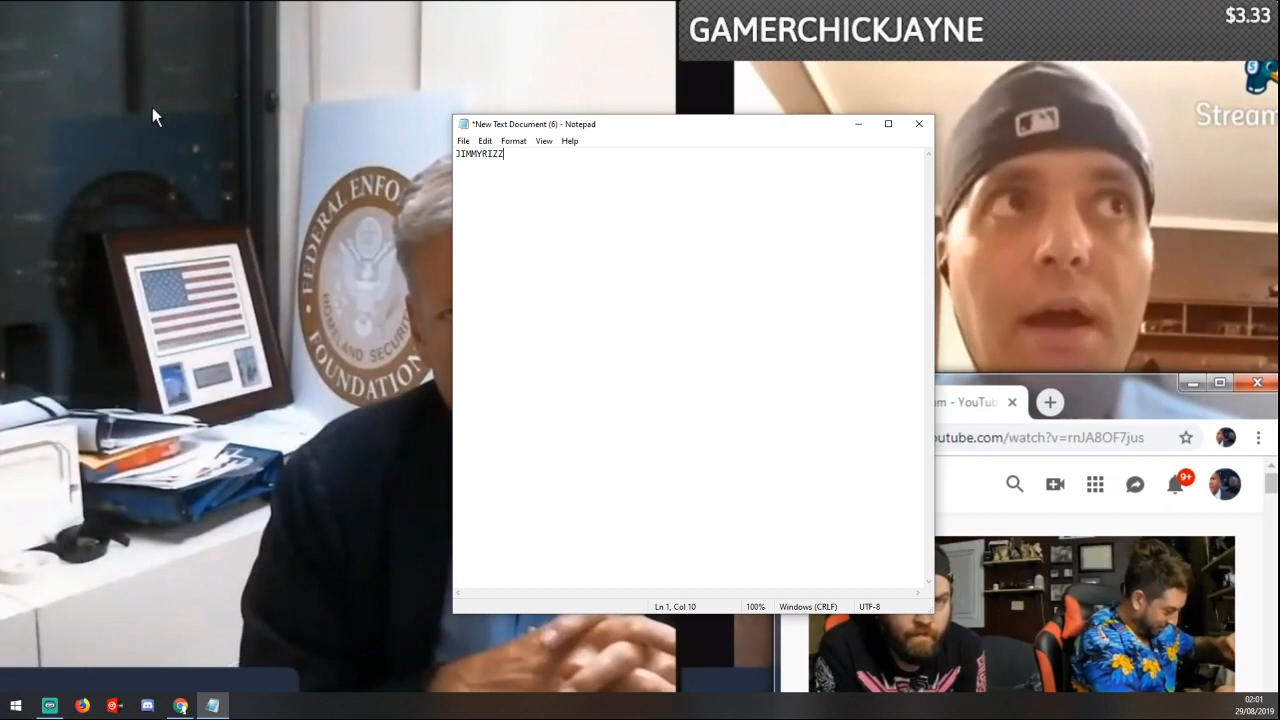 GAMERCHICKJAYNE
$3.33
Stream
*New Text Document (6) - Notepad
File Edit Format View Help
JIMMYRIZZ
FEDERAL ENFO
HOMELAND SECURIT
FOUNDATION
m - YouTub
outube.com/watch?v=rnJA8OF7jus
9+
Ln 1, Col 10 100% Windows (CRLF) UTF-8
02:01
29/08/2019